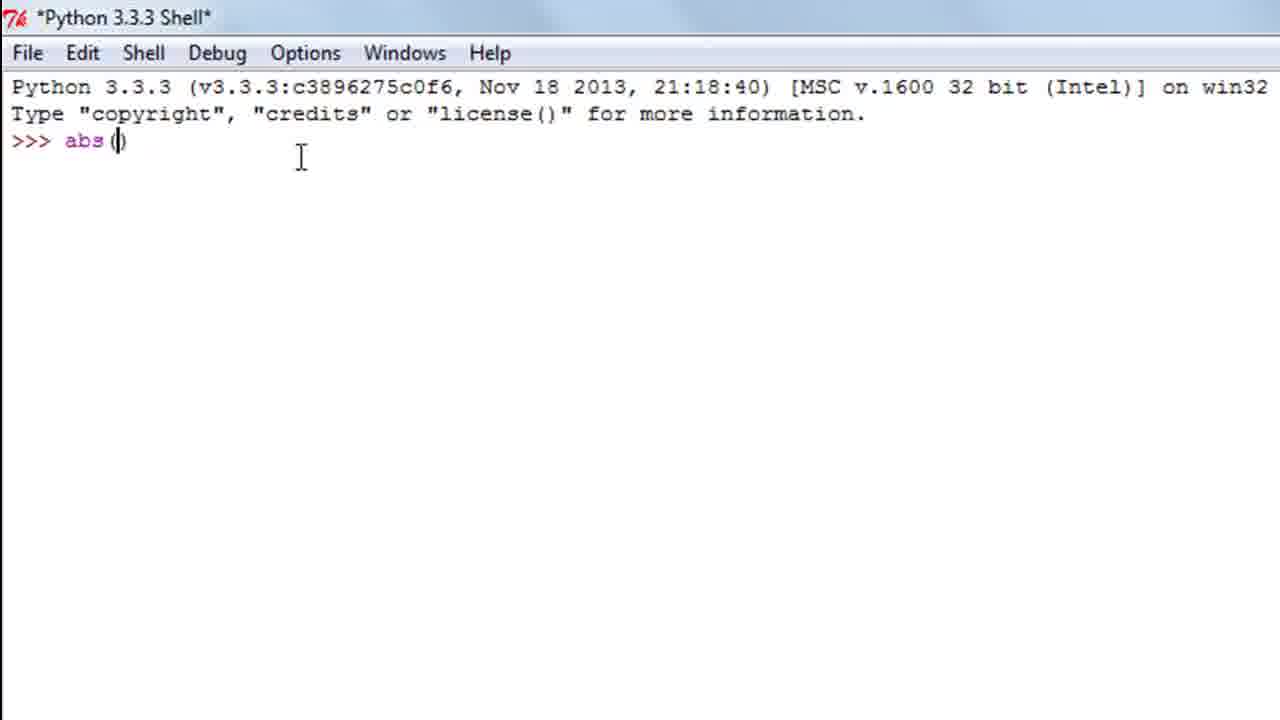 *Python 3.3.3 Shell*
File Edit Shell Debug Options Windows Help
Python 3.3.3 (v3.3.3:c3896275c0f6, Nov 18 2013, 21:18:40) [MSC v.1600 32 bit (Intel)] on win32
Type "copyright", "credits" or "license()" for more information.
>>> abs()